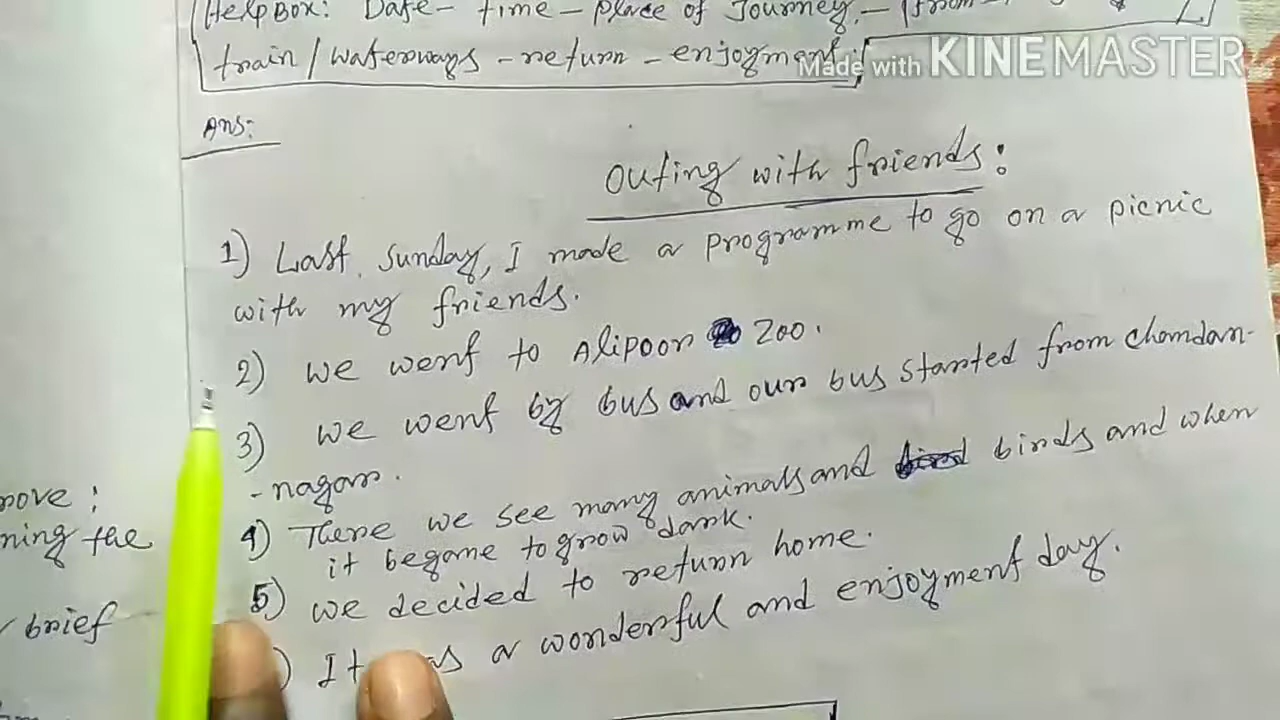 HelpBox: Date- time - place of Journey. - from -
train / waterways - return - enjoyment.
Made with KINEMASTER
Ans:
Outing with friends:
1) Last Sunday, I made a programme to go on a picnic
with my friends.
2) We went to Alipoor Zoo.
3) We went by bus and our bus started from Chandan-
-nagar.
4) There we see many animals and birds and when
it begame to grow dark.
5) We decided to return home.
) It as a wonderful and enjoyment day.
rove:
ning the
brief